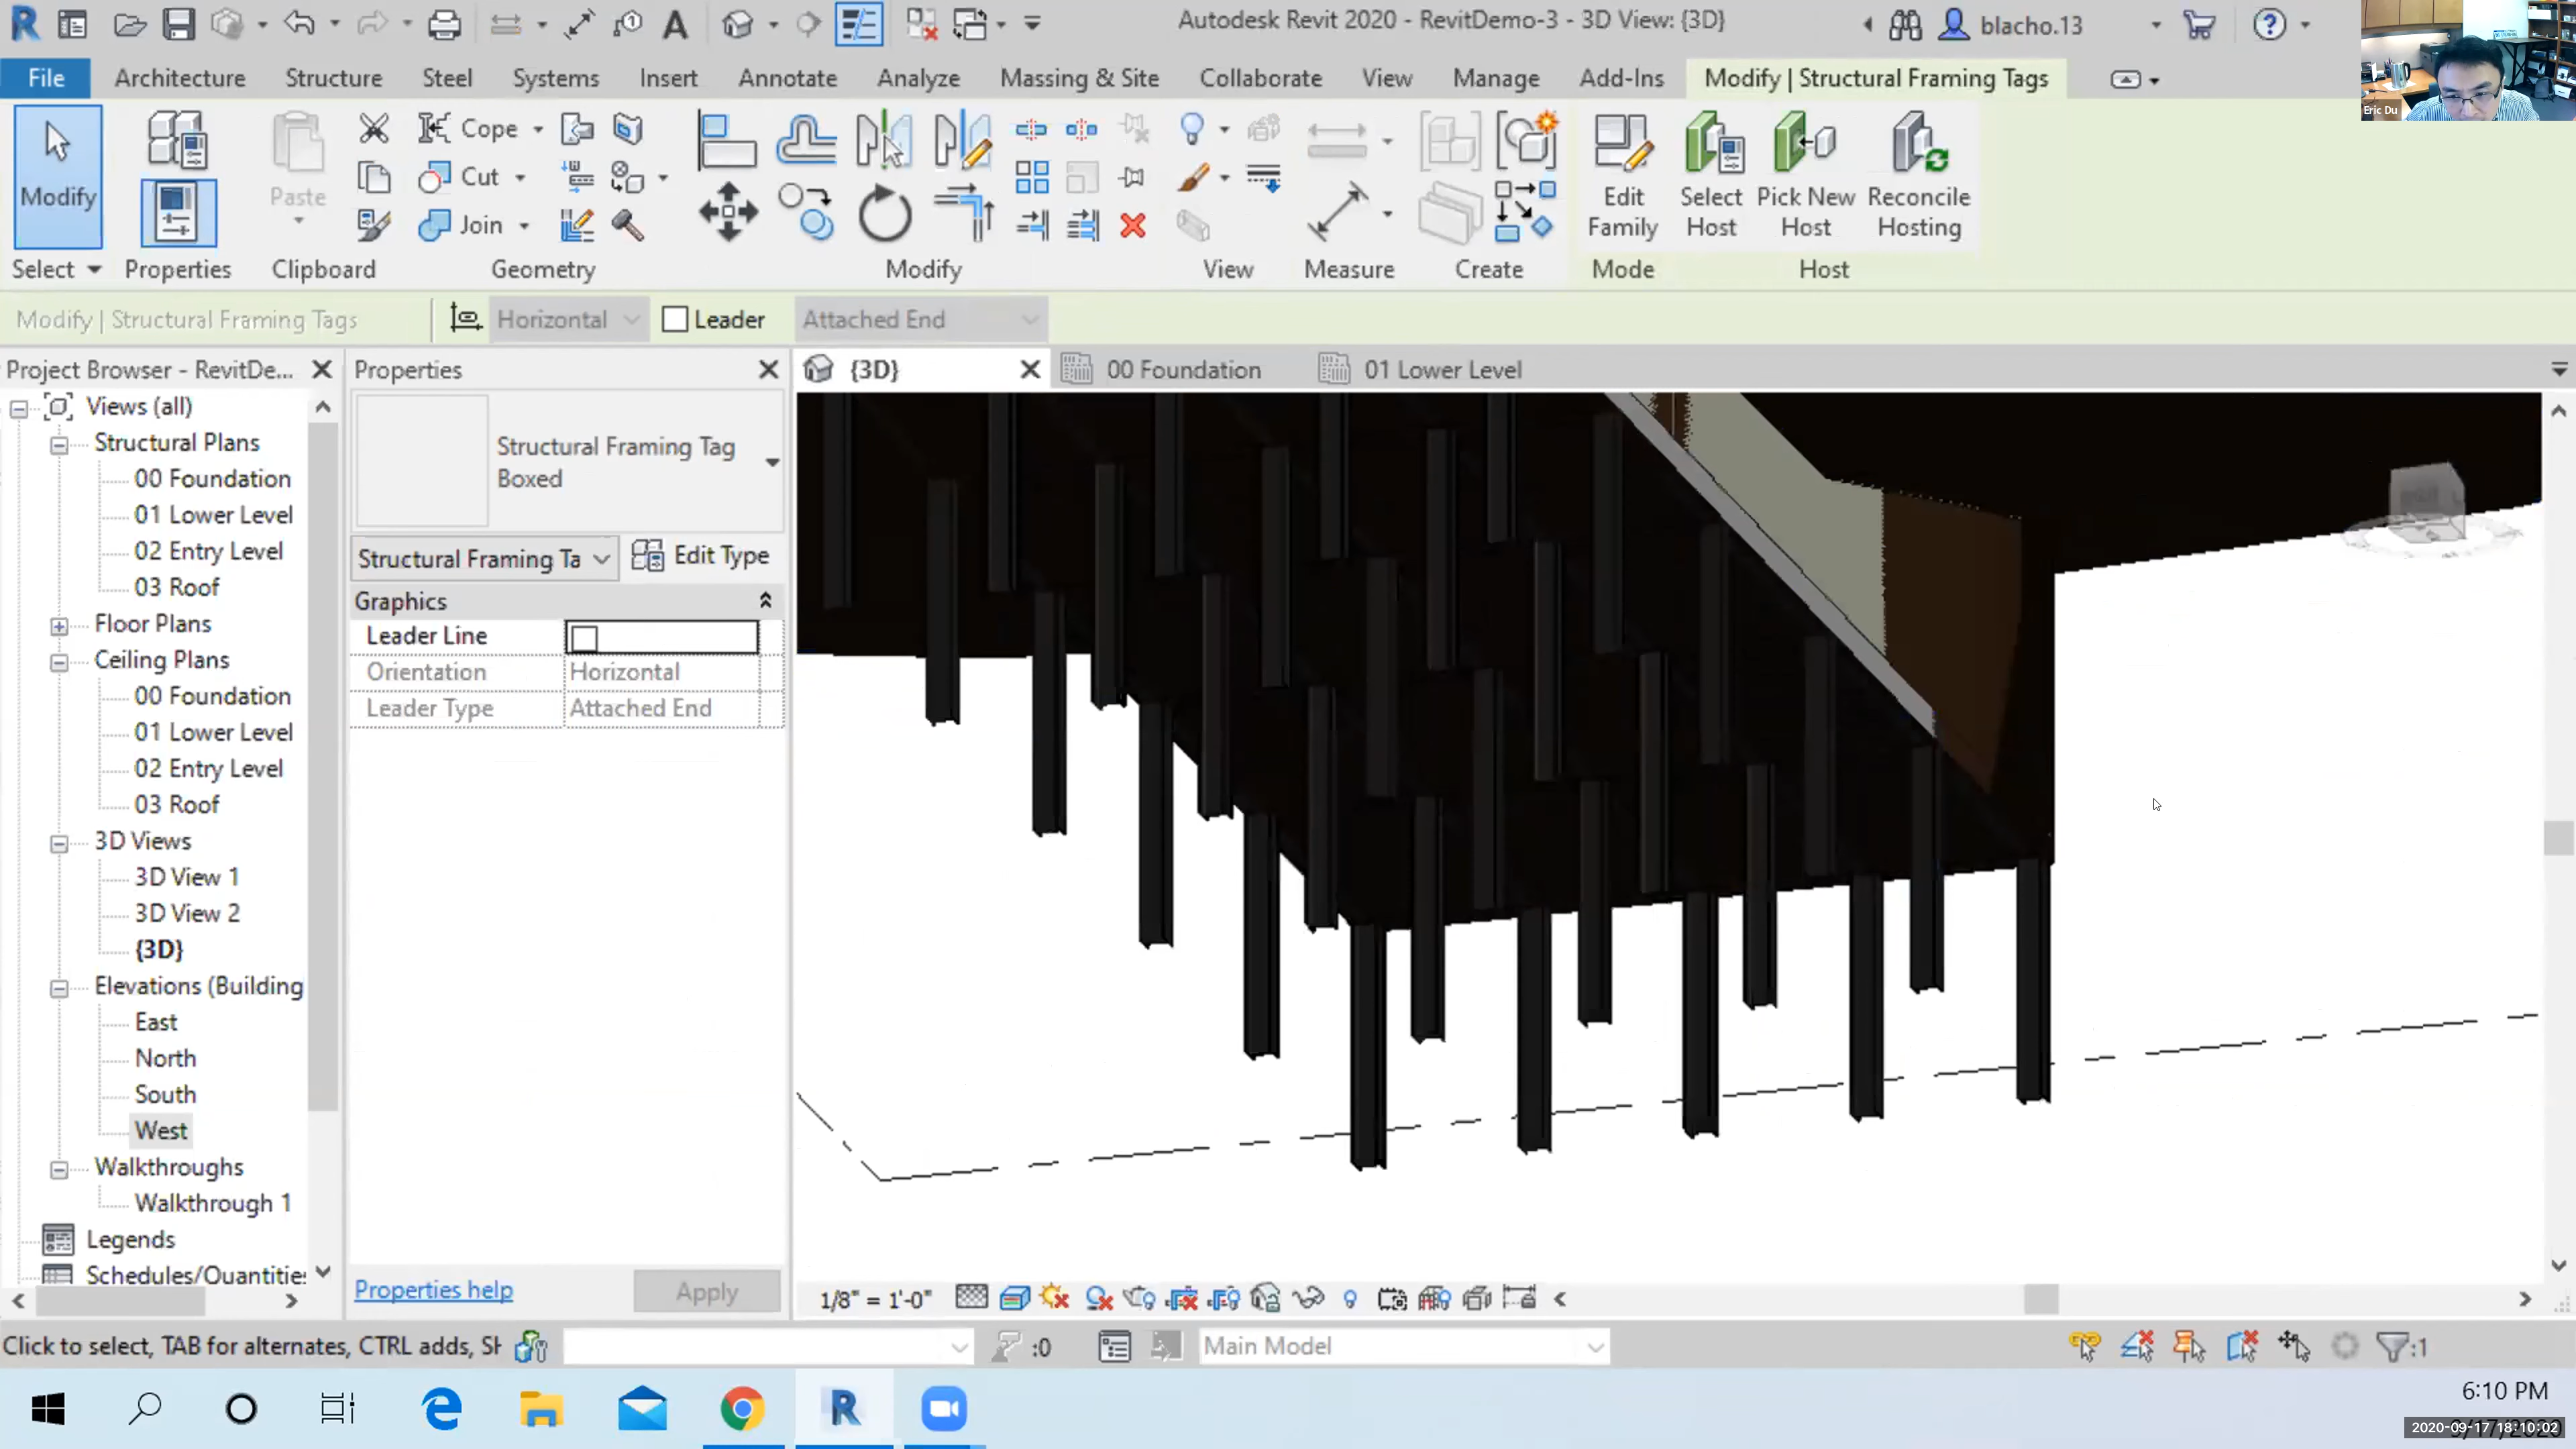 Autodesk Revit 2020 - RevitDemo-3 - 3D View: {3D}
blacho.13
File Architecture Structure Steel Systems Insert Annotate Analyze Massing & Site Collaborate View Manage Add-Ins Modify | Structural Framing Tags
Eric Du
Modify
Paste
Cope
Cut
Join
Edit Family
Select Host
Pick New Host
Reconcile Hosting
Select Properties Clipboard Geometry Modify View Measure Create Mode Host
Modify | Structural Framing Tags Horizontal Leader Attached End
Project Browser - RevitDe...
Views (all)
Structural Plans
00 Foundation
01 Lower Level
02 Entry Level
03 Roof
Floor Plans
Ceiling Plans
00 Foundation
01 Lower Level
02 Entry Level
03 Roof
3D Views
3D View 1
3D View 2
{3D}
Elevations (Building
East
North
South
West
Walkthroughs
Walkthrough 1
Legends
Schedules/Quantities
Properties
Structural Framing Tag
Boxed
Structural Framing Ta Edit Type
Graphics
Leader Line
Orientation Horizontal
Leader Type Attached End
Properties help Apply
{3D} 00 Foundation 01 Lower Level
1/8" = 1'-0"
Click to select, TAB for alternates, CTRL adds, SH :0 Main Model :1
6:10 PM
2020-09-17 18:10:02